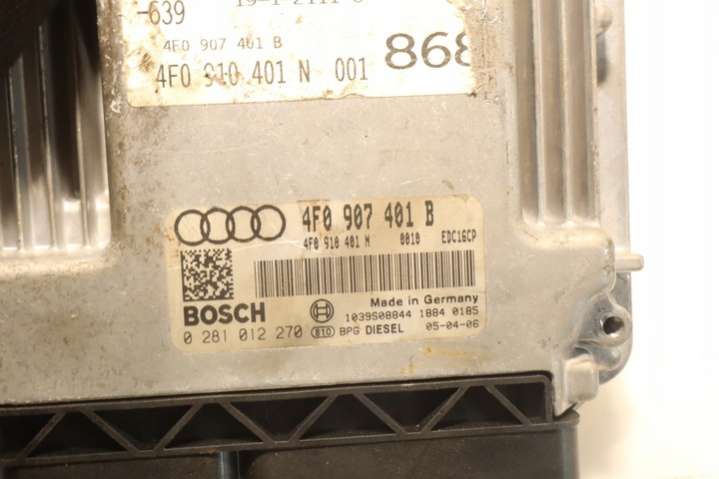 -639
4F0 907 401 B
4F0 910 401 N 001
868
4F0 907 401 B
4F0 910 401 N 0010 EDC16CP
BOSCH
Made in Germany
1039S08844 1884 0185
0 281 012 270 810 BPG DIESEL 05-04-06